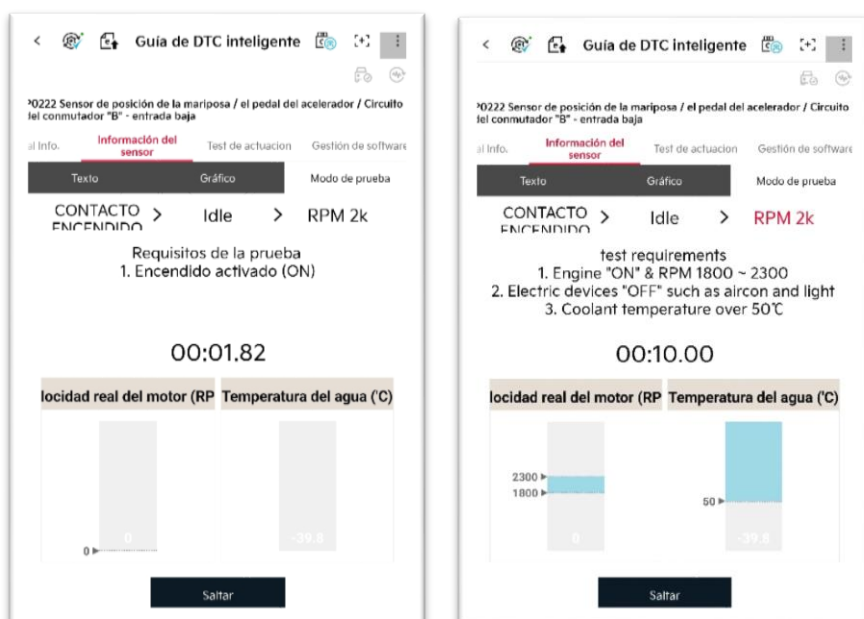 Guía de DTC inteligente
P0222 Sensor de posición de la mariposa / el pedal del acelerador / Circuito
del conmutador "B" - entrada baja
al Info.
Información del
sensor
Test de actuacion
Gestión de software
Texto
Gráfico
Modo de prueba
CONTACTO
ENCENDIDO
>
Idle
>
RPM 2k
Requisitos de la prueba
1. Encendido activado (ON)
00:01.82
locidad real del motor (RP
Temperatura del agua ('C)
0
0
-39.8
Saltar
Guía de DTC inteligente
P0222 Sensor de posición de la mariposa / el pedal del acelerador / Circuito
del conmutador "B" - entrada baja
al Info.
Información del
sensor
Test de actuacion
Gestión de software
Texto
Gráfico
Modo de prueba
CONTACTO
ENCENDIDO
>
Idle
>
RPM 2k
test requirements
1. Engine "ON" & RPM 1800 ~ 2300
2. Electric devices "OFF" such as aircon and light
3. Coolant temperature over 50℃
00:10.00
locidad real del motor (RP
Temperatura del agua ('C)
2300
1800
50
0
-39.8
Saltar